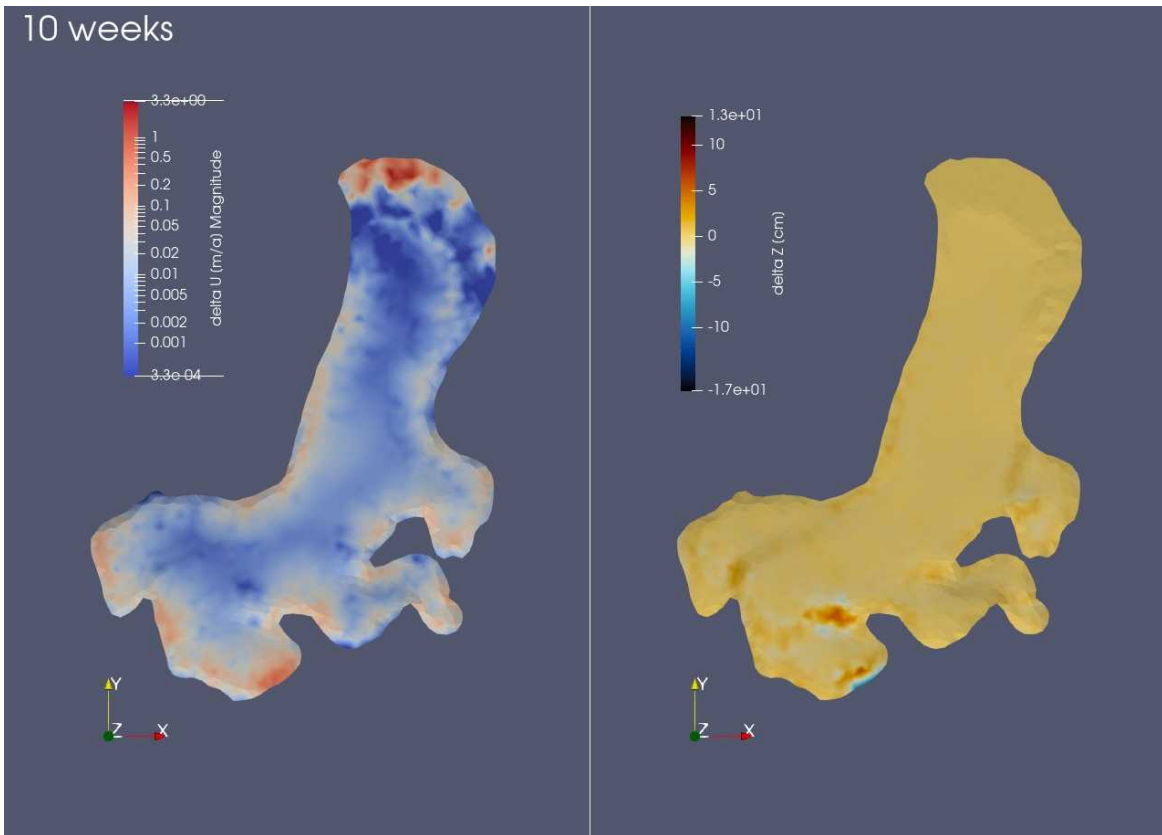 10 weeks
3.3e+00
1
0.5
0.2
0.1
0.05
0.02
0.01
0.005
0.002
0.001
3.3e-04
delta U (m/a) Magnitude
Y
Z
X
1.3e+01
10
5
0
-5
-10
-1.7e+01
delta Z (cm)
Y
Z
X